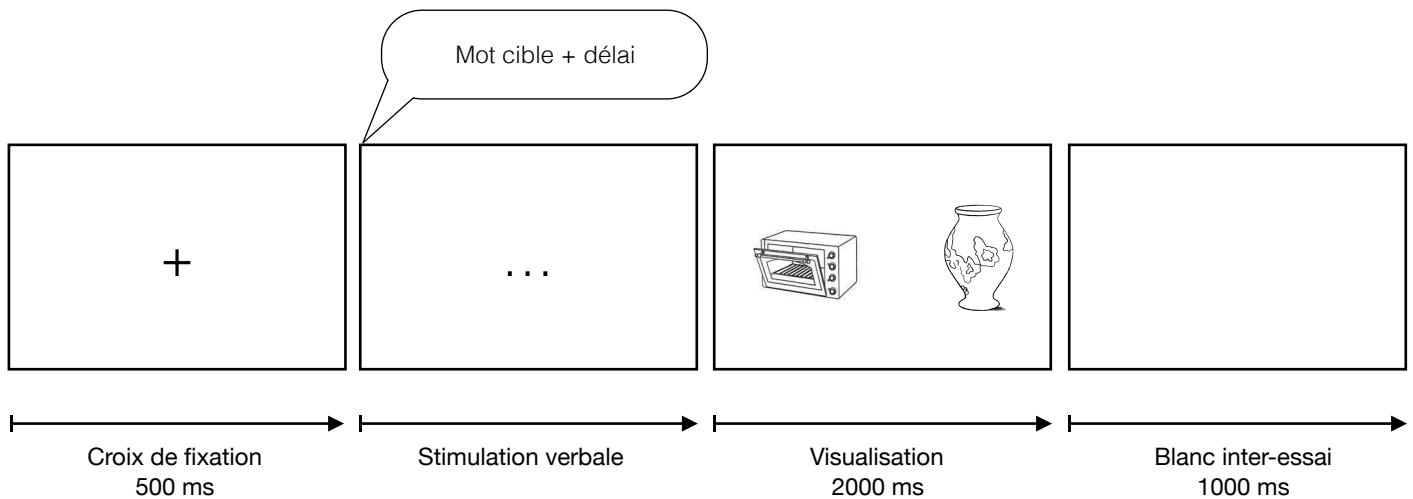 Mot cible + délai
+
...
Croix de fixation
500 ms
Stimulation verbale
Visualisation
2000 ms
Blanc inter-essai
1000 ms